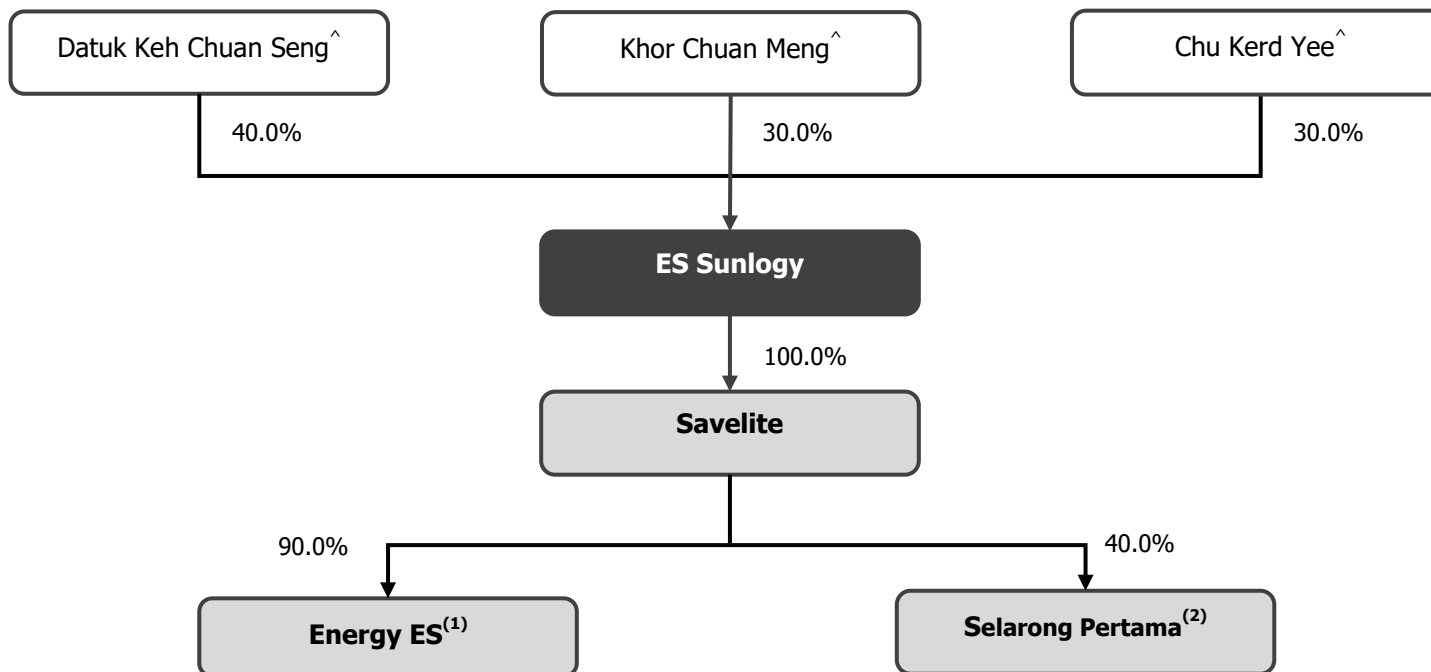 Datuk Keh Chuan Seng^
Khor Chuan Meng^
Chu Kerd Yee^
40.0%
30.0%
30.0%
ES Sunlogy
100.0%
Savelite
90.0%
40.0%
Energy ES(1)
Selarong Pertama(2)